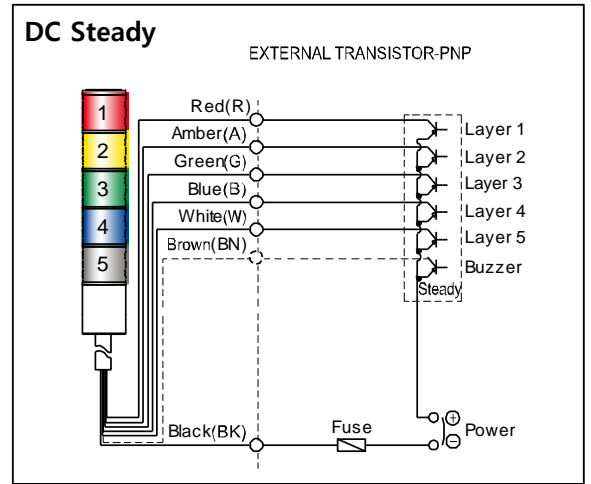 DC Steady
EXTERNAL TRANSISTOR-PNP
1
2
3
4
5
Red(R)
Amber(A)
Green(G)
Blue(B)
White(W)
Brown(BN)
Layer 1
Layer 2
Layer 3
Layer 4
Layer 5
Buzzer
Steady
Black(BK)
Fuse
+
−
Power